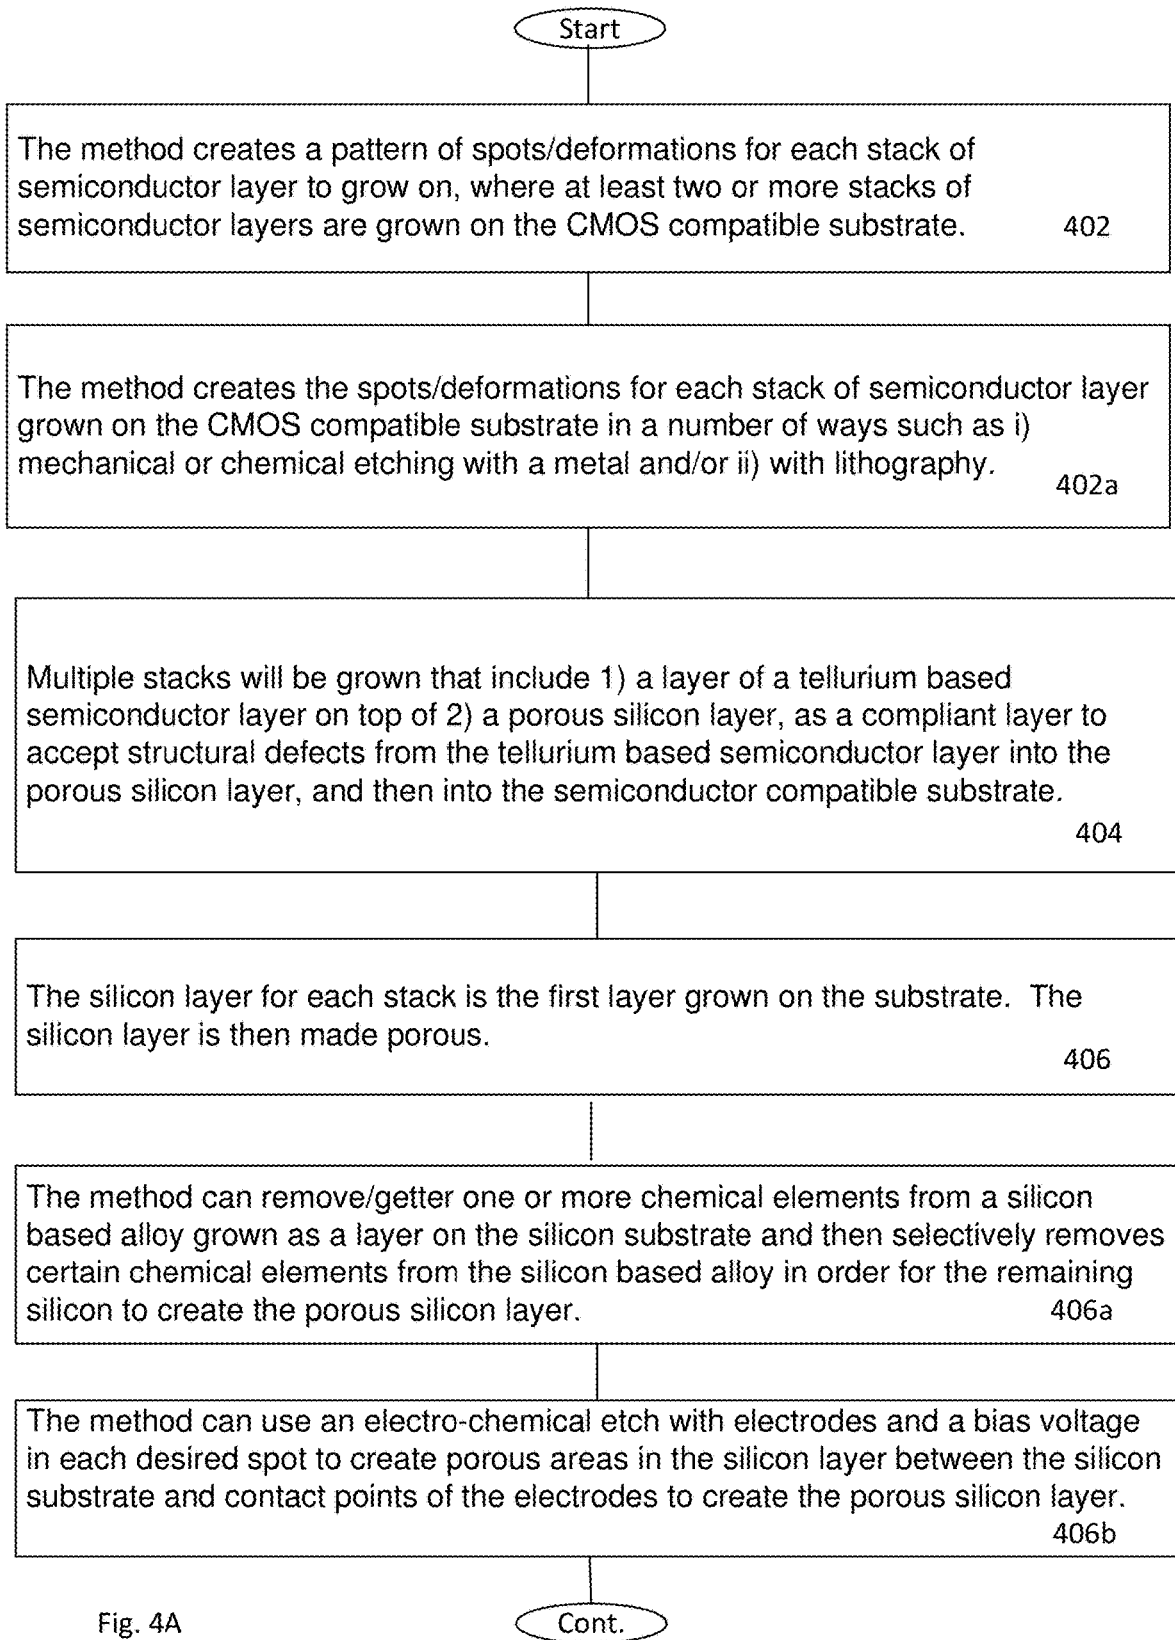 Start
The method creates a pattern of spots/deformations for each stack of
semiconductor layer to grow on, where at least two or more stacks of
semiconductor layers are grown on the CMOS compatible substrate.
402
The method creates the spots/deformations for each stack of semiconductor layer
grown on the CMOS compatible substrate in a number of ways such as i)
mechanical or chemical etching with a metal and/or ii) with lithography.
402a
Multiple stacks will be grown that include 1) a layer of a tellurium based
semiconductor layer on top of 2) a porous silicon layer, as a compliant layer to
accept structural defects from the tellurium based semiconductor layer into the
porous silicon layer, and then into the semiconductor compatible substrate.
404
The silicon layer for each stack is the first layer grown on the substrate.  The
silicon layer is then made porous.
406
The method can remove/getter one or more chemical elements from a silicon
based alloy grown as a layer on the silicon substrate and then selectively removes
certain chemical elements from the silicon based alloy in order for the remaining
silicon to create the porous silicon layer.
406a
The method can use an electro-chemical etch with electrodes and a bias voltage
in each desired spot to create porous areas in the silicon layer between the silicon
substrate and contact points of the electrodes to create the porous silicon layer.
406b
Fig. 4A
Cont.